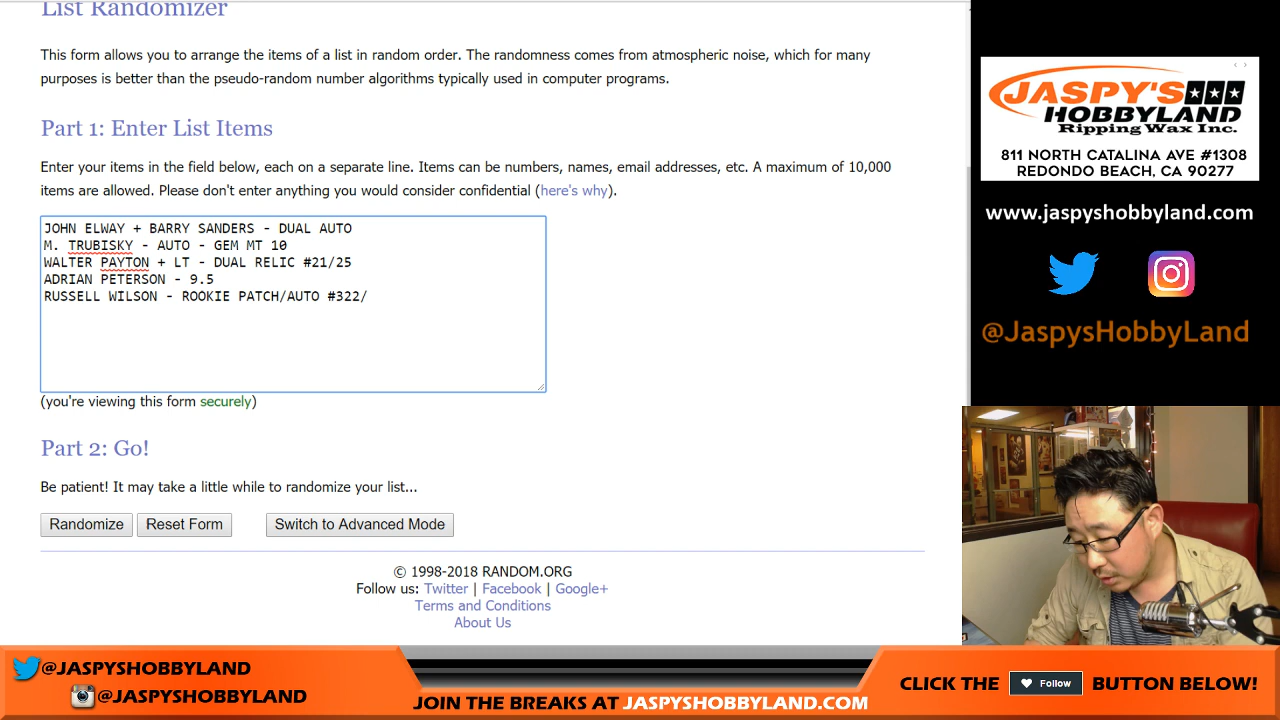 List Randomizer
This form allows you to arrange the items of a list in random order. The randomness comes from atmospheric noise, which for many
purposes is better than the pseudo-random number algorithms typically used in computer programs.
Part 1: Enter List Items
Enter your items in the field below, each on a separate line. Items can be numbers, names, email addresses, etc. A maximum of 10,000
items are allowed. Please don't enter anything you would consider confidential (here's why).
JOHN ELWAY + BARRY SANDERS - DUAL AUTO
M. TRUBISKY - AUTO - GEM MT 10
WALTER PAYTON + LT - DUAL RELIC #21/25
ADRIAN PETERSON - 9.5
RUSSELL WILSON - ROOKIE PATCH/AUTO #322/
(you're viewing this form securely)
Part 2: Go!
Be patient! It may take a little while to randomize your list...
Randomize
Reset Form
Switch to Advanced Mode
© 1998-2018 RANDOM.ORG
Follow us: Twitter | Facebook | Google+
Terms and Conditions
About Us
JASPY'S
HOBBYLAND
Ripping Wax Inc.
811 NORTH CATALINA AVE #1308
REDONDO BEACH, CA 90277
www.jaspyshobbyland.com
@JaspysHobbyLand
@JASPYSHOBBYLAND
@JASPYSHOBBYLAND
JOIN THE BREAKS AT JASPYSHOBBYLAND.COM
CLICK THE Follow BUTTON BELOW!